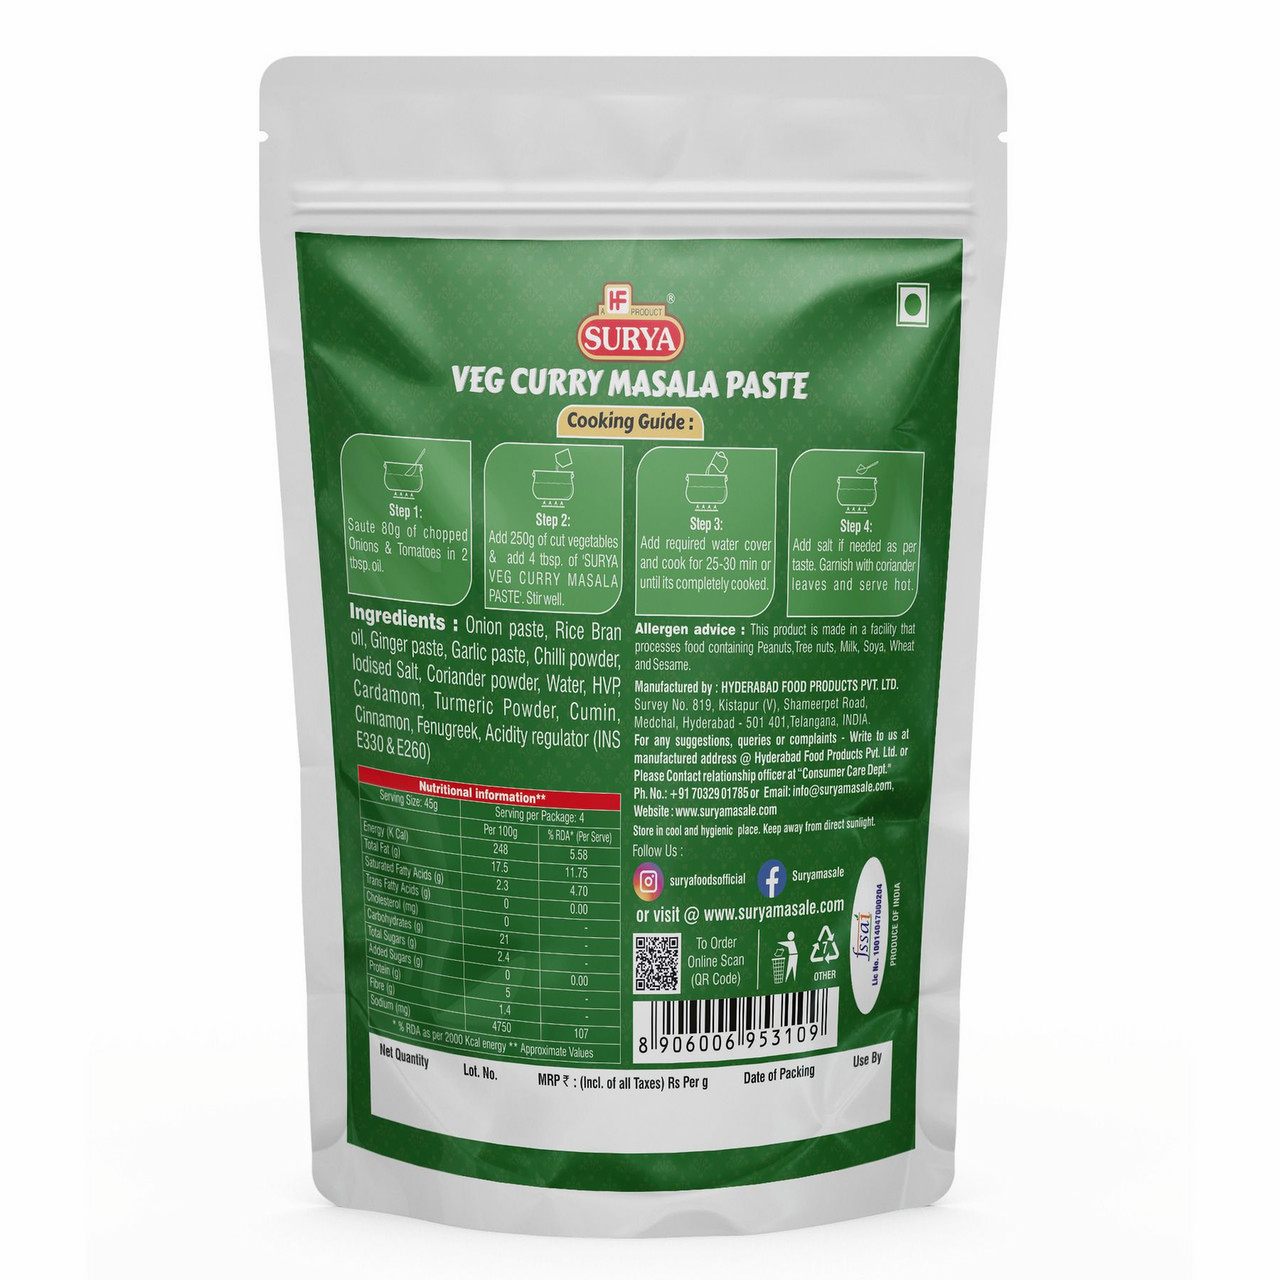 HF
A PRODUCT
®
SURYA
VEG CURRY MASALA PASTE
Cooking Guide :
Step 1:
Saute 80g of chopped
Onions & Tomatoes in 2
tbsp. oil.
Step 2:
Add 250g of cut vegetables
& add 4 tbsp. of 'SURYA
VEG CURRY MASALA
PASTE'. Stir well.
Step 3:
Add required water cover
and cook for 25-30 min or
until its completely cooked.
Step 4:
Add salt if needed as per
taste. Garnish with coriander
leaves and serve hot.
Ingredients : Onion paste, Rice Bran
oil, Ginger paste, Garlic paste, Chilli powder,
Iodised Salt, Coriander powder, Water, HVP,
Cardamom, Turmeric Powder, Cumin,
Cinnamon, Fenugreek, Acidity regulator (INS
E330 & E260)
Nutritional information**
Serving Size: 45g Serving per Package: 4
Per 100g % RDA* (Per Serve)
Energy (K Cal) 248 5.58
Total Fat (g) 17.5 11.75
Saturated Fatty Acids (g) 2.3 4.70
Trans Fatty Acids (g) 0 0.00
Cholesterol (mg) 0 -
Carbohydrates (g) 21 -
Total Sugars (g) 2.4 -
Added Sugars (g) 0 0.00
Protein (g) 5 -
Fibre (g) 1.4 -
Sodium (mg) 4750 107
* % RDA as per 2000 Kcal energy ** Approximate Values
Allergen advice : This product is made in a facility that
processes food containing Peanuts,Tree nuts, Milk, Soya, Wheat
and Sesame.
Manufactured by : HYDERABAD FOOD PRODUCTS PVT. LTD.
Survey No. 819, Kistapur (V), Shameerpet Road,
Medchal, Hyderabad - 501 401,Telangana, INDIA.
For any suggestions, queries or complaints - Write to us at
manufactured address @ Hyderabad Food Products Pvt. Ltd. or
Please Contact relationship officer at "Consumer Care Dept."
Ph. No.: +91 70329 01785 or Email: info@suryamasale.com,
Website : www.suryamasale.com
Store in cool and hygienic place. Keep away from direct sunlight.
Follow Us :
suryafoodsofficial
Suryamasale
or visit @ www.suryamasale.com
To Order
Online Scan
(QR Code)
7
OTHER
fssai
Lic No. 10014047000204
PRODUCE OF INDIA
8 906006 953109
Net Quantity
Lot. No.
MRP ₹ : (Incl. of all Taxes) Rs Per g
Date of Packing
Use By